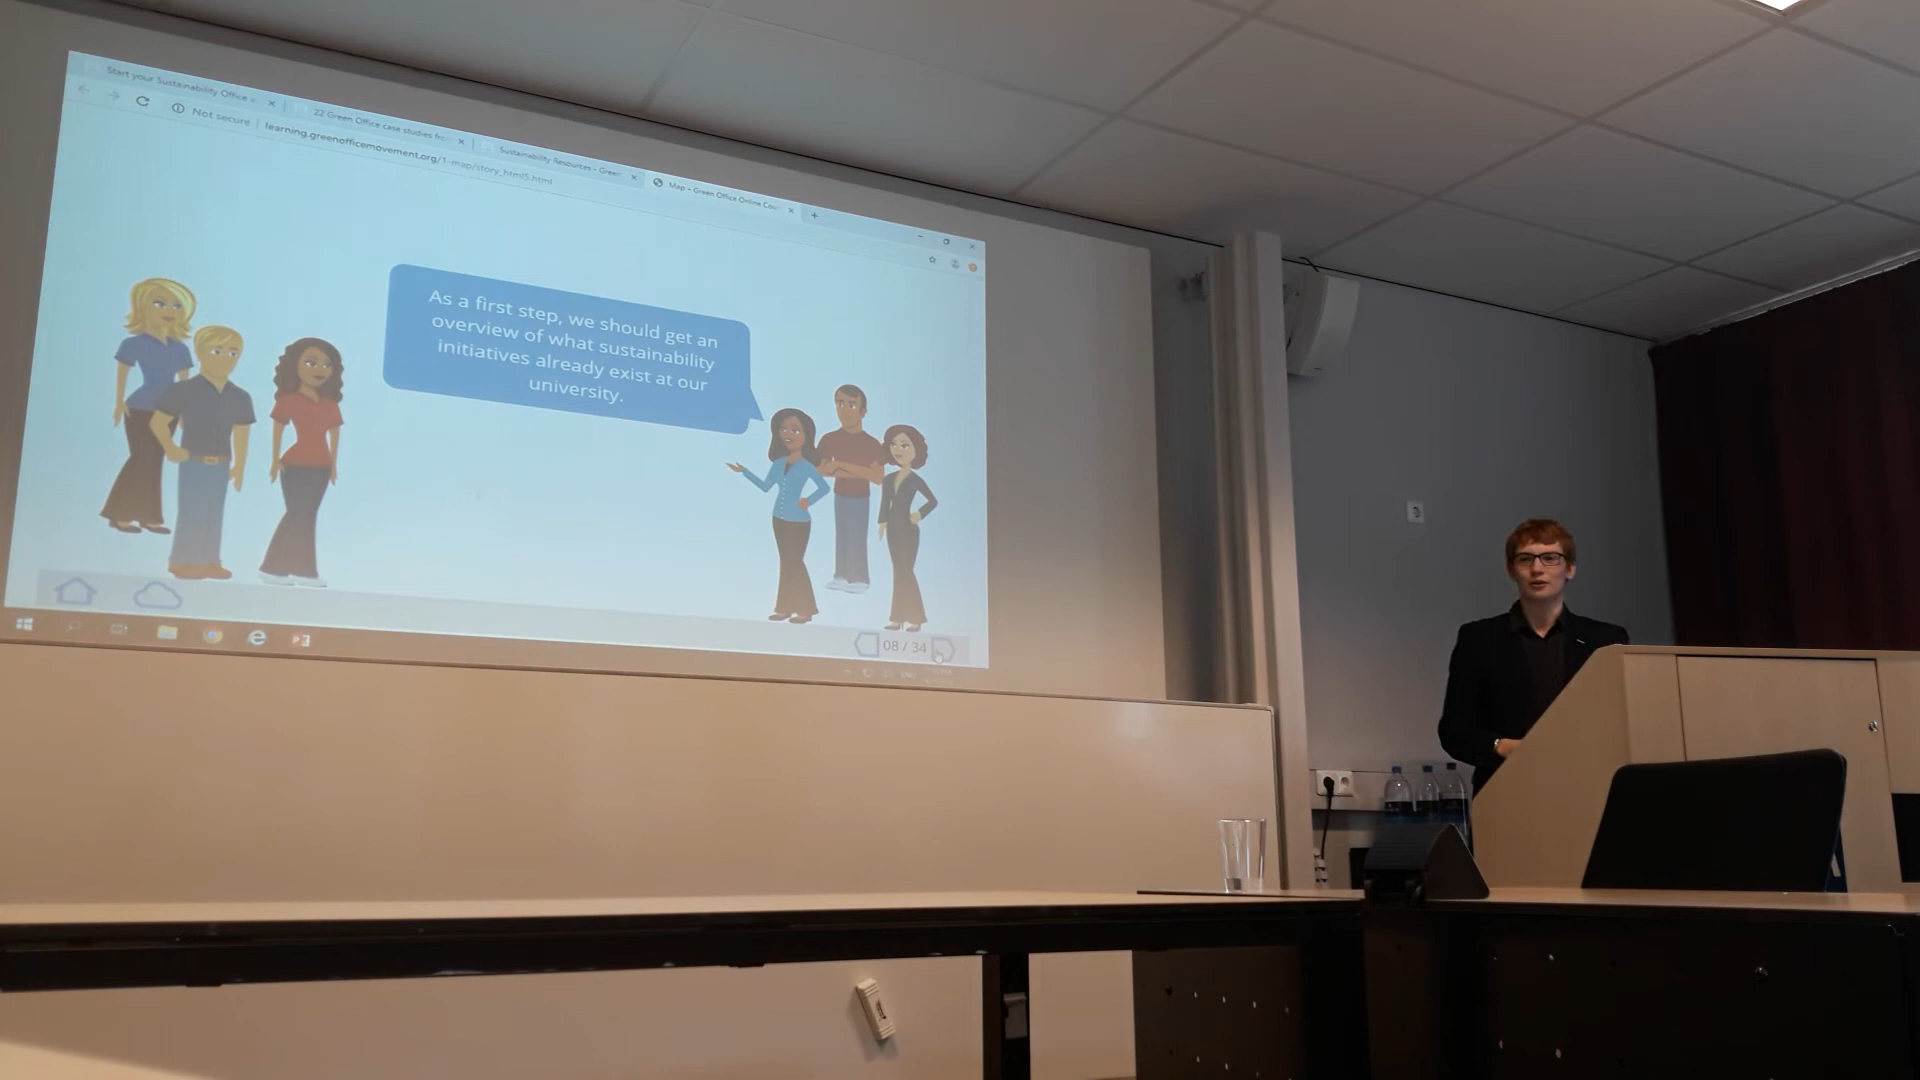 Start your Sustainability Office
22 Green Office case studies
Sustainability Resources - Green
Map – Green Office Online Cou
Not secure
learning.greenofficemovement.org/1-map/story_html5.html
As a first step, we should get an
overview of what sustainability
initiatives already exist at our
university.
08 / 34
ENG